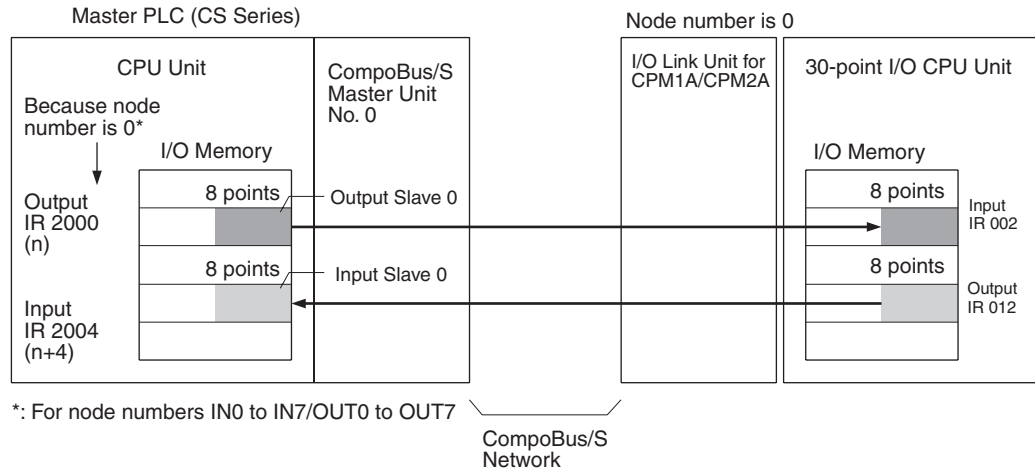 Master PLC (CS Series)
Node number is 0
CPU Unit
CompoBus/S
Master Unit
No. 0
I/O Link Unit for
CPM1A/CPM2A
30-point I/O CPU Unit
Because node
number is 0*
I/O Memory
I/O Memory
8 points
Output Slave 0
8 points
Output
IR 2000
(n)
Input
IR 002
8 points
Input Slave 0
8 points
Input
IR 2004
(n+4)
Output
IR 012
*: For node numbers IN0 to IN7/OUT0 to OUT7
CompoBus/S
Network